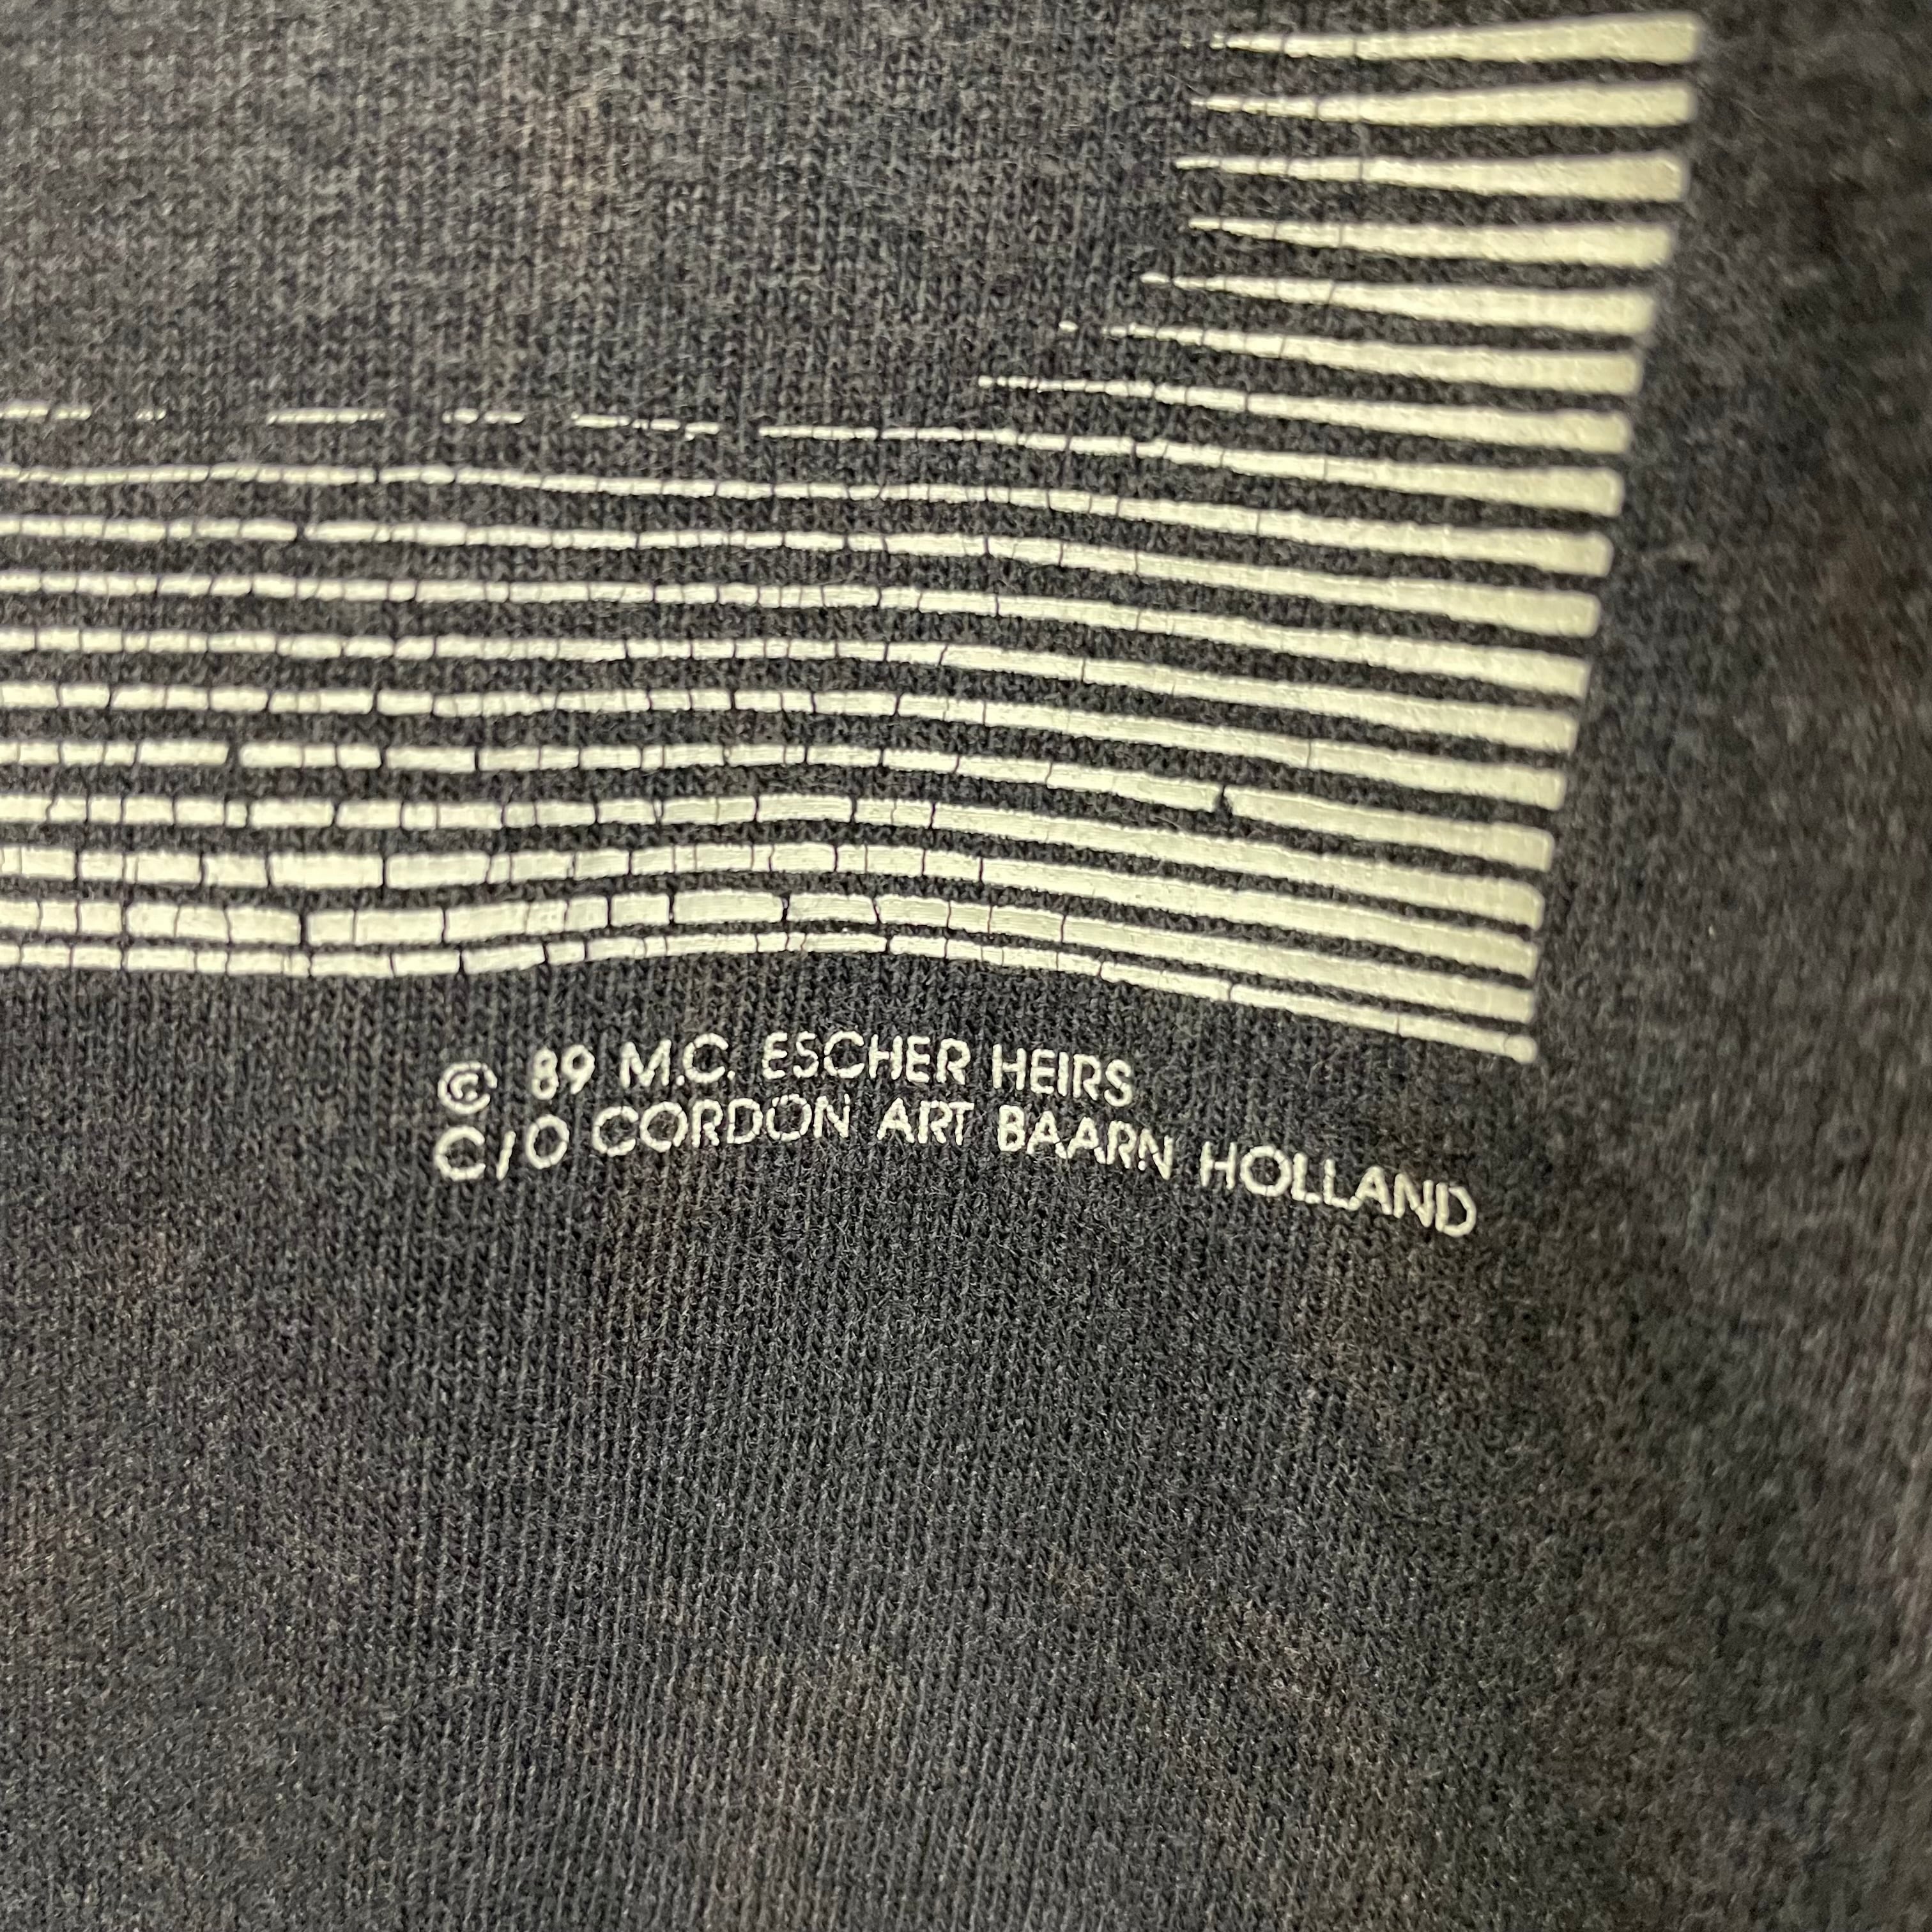 © 89 M.C. ESCHER HEIRS
C/O CORDON ART BAARN HOLLAND